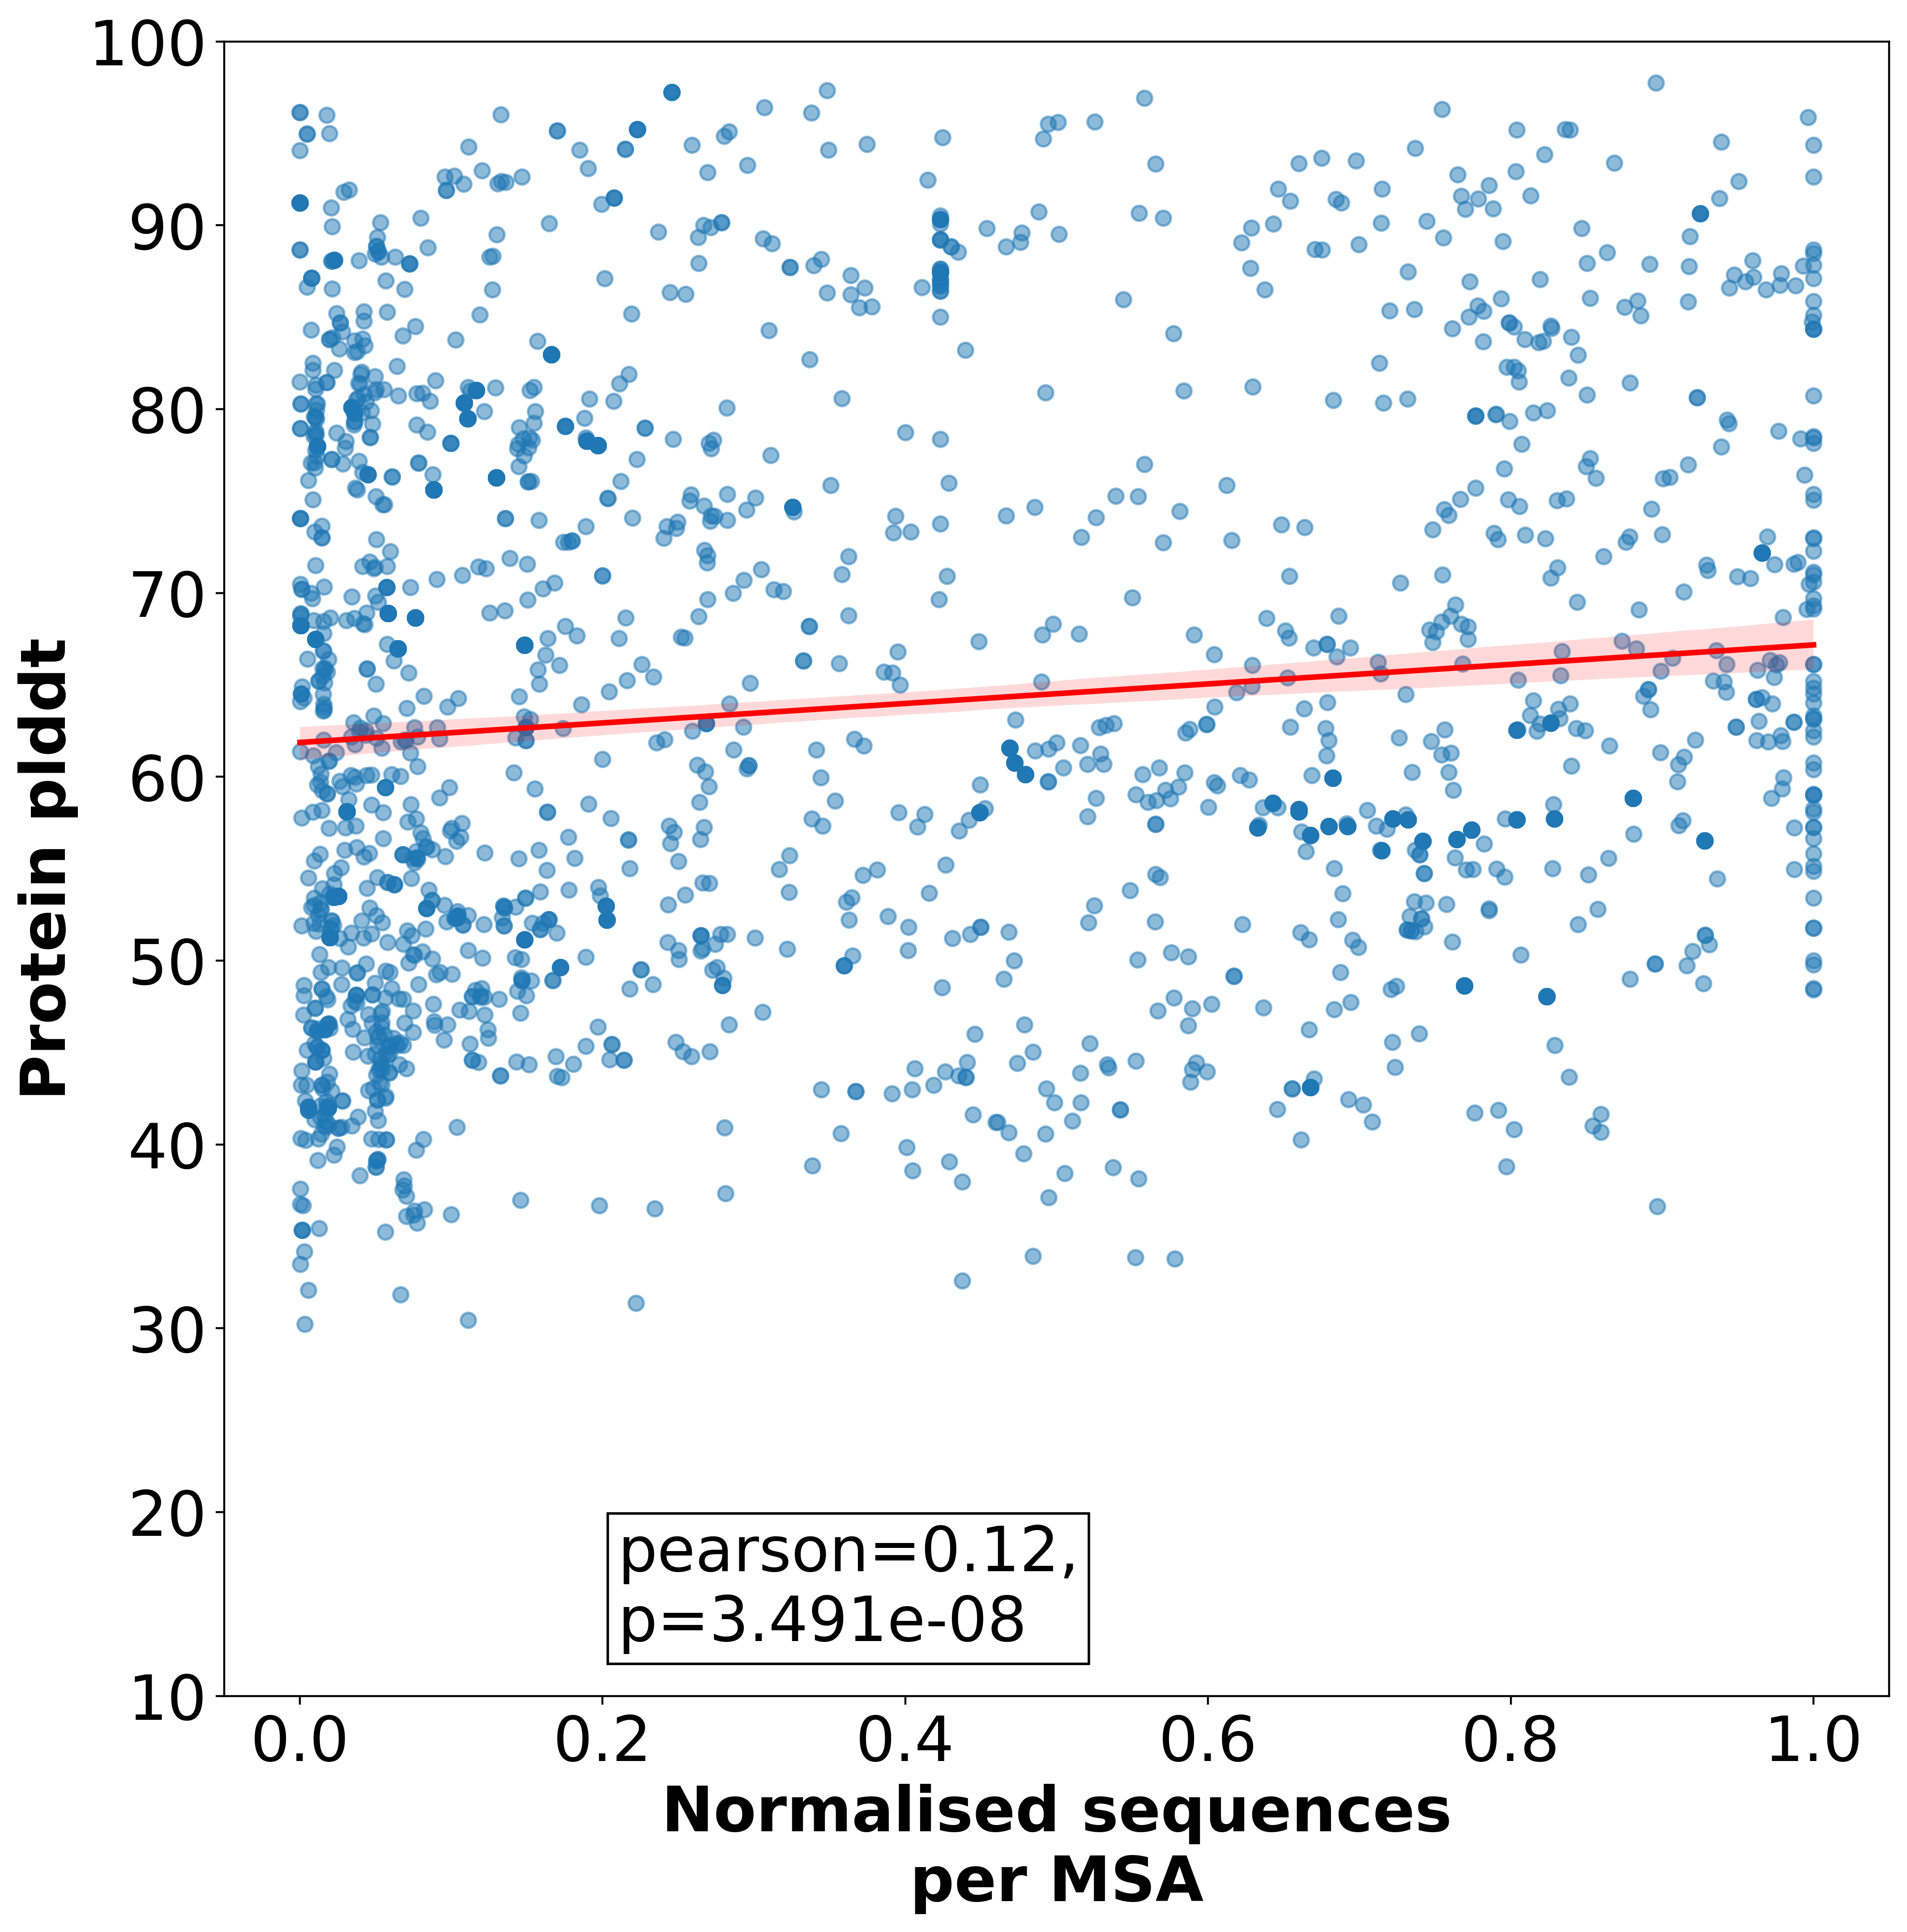 100
90
80
70
60
50
40
30
20
10
Protein plddt
pearson=0.12,
p=3.491e-08
0.0 0.2 0.4 0.6 0.8 1.0
Normalised sequences
per MSA